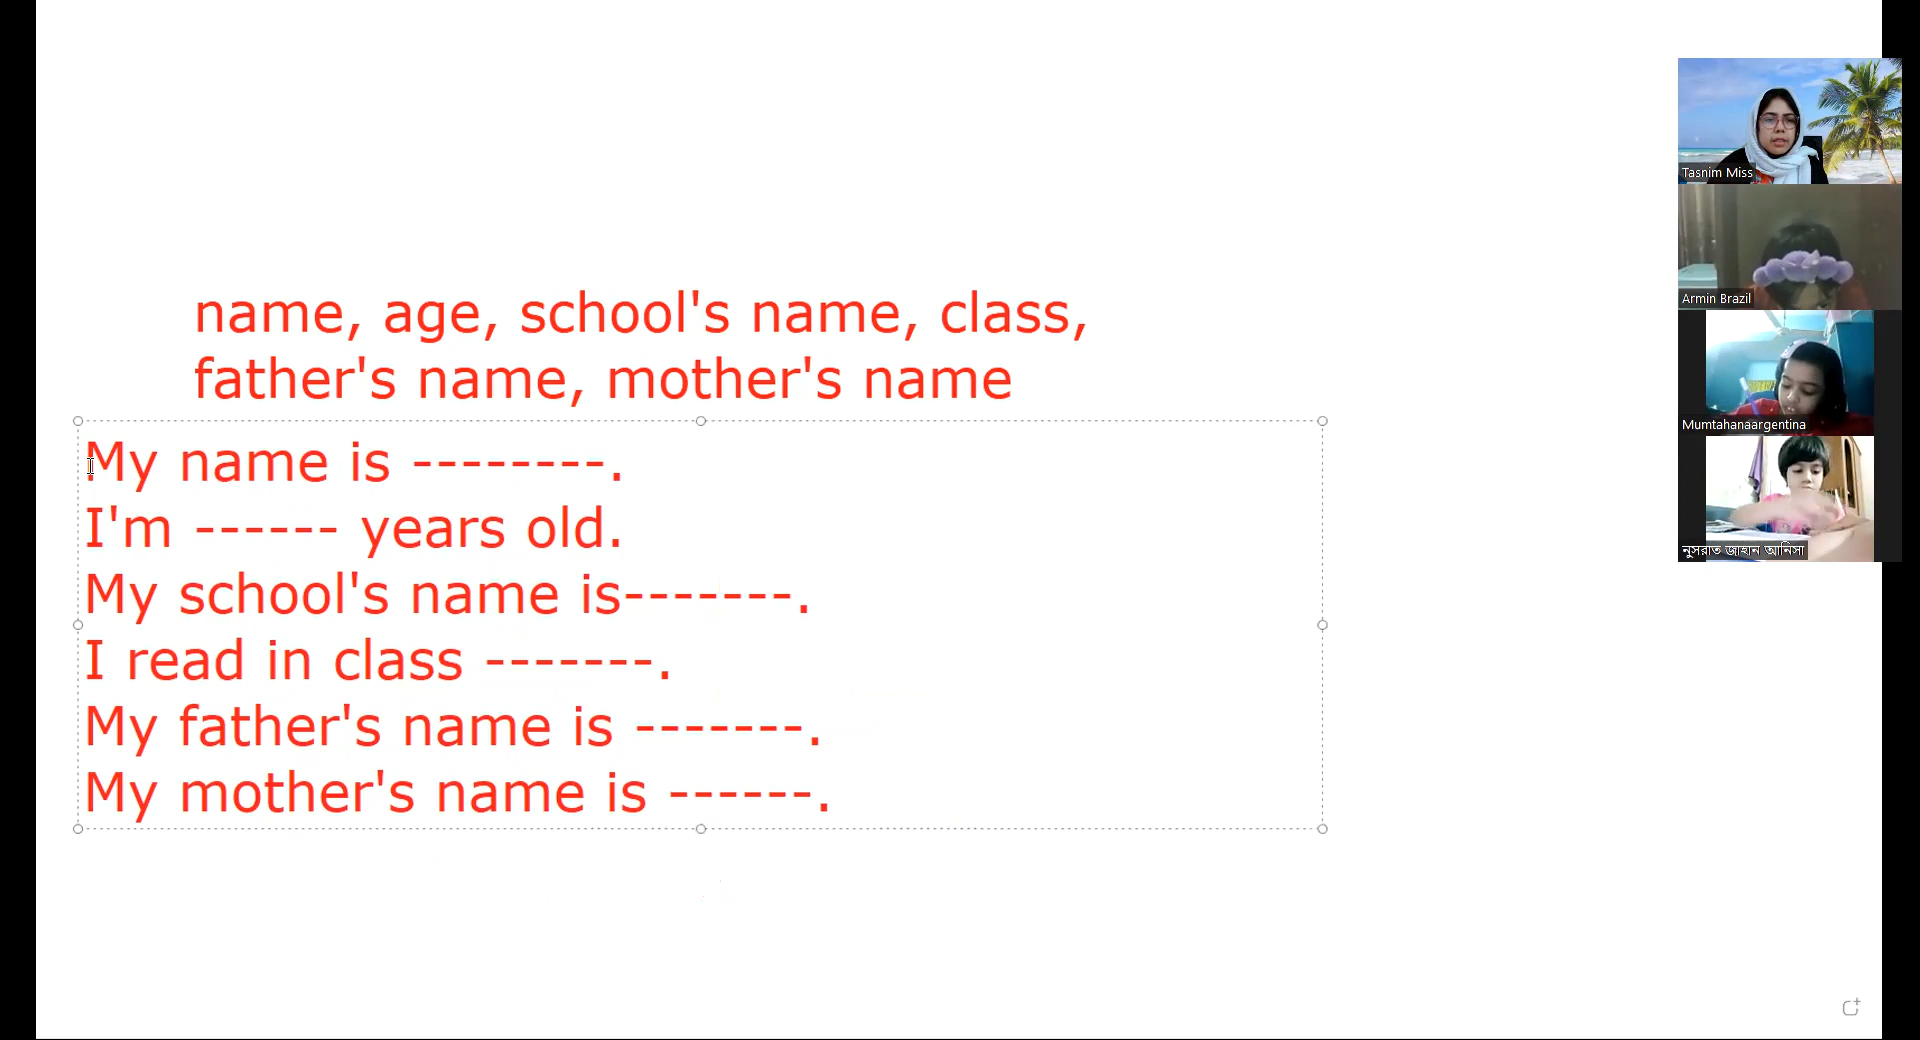 name, age, school's name, class,
father's name, mother's name
My name is --------.
I'm ------ years old.
My school's name is-------.
I read in class -------.
My father's name is -------.
My mother's name is ------.
Tasnim Miss
Armin Brazil
Mumtahanaargentina
নুসরাত জাহান আনিসা